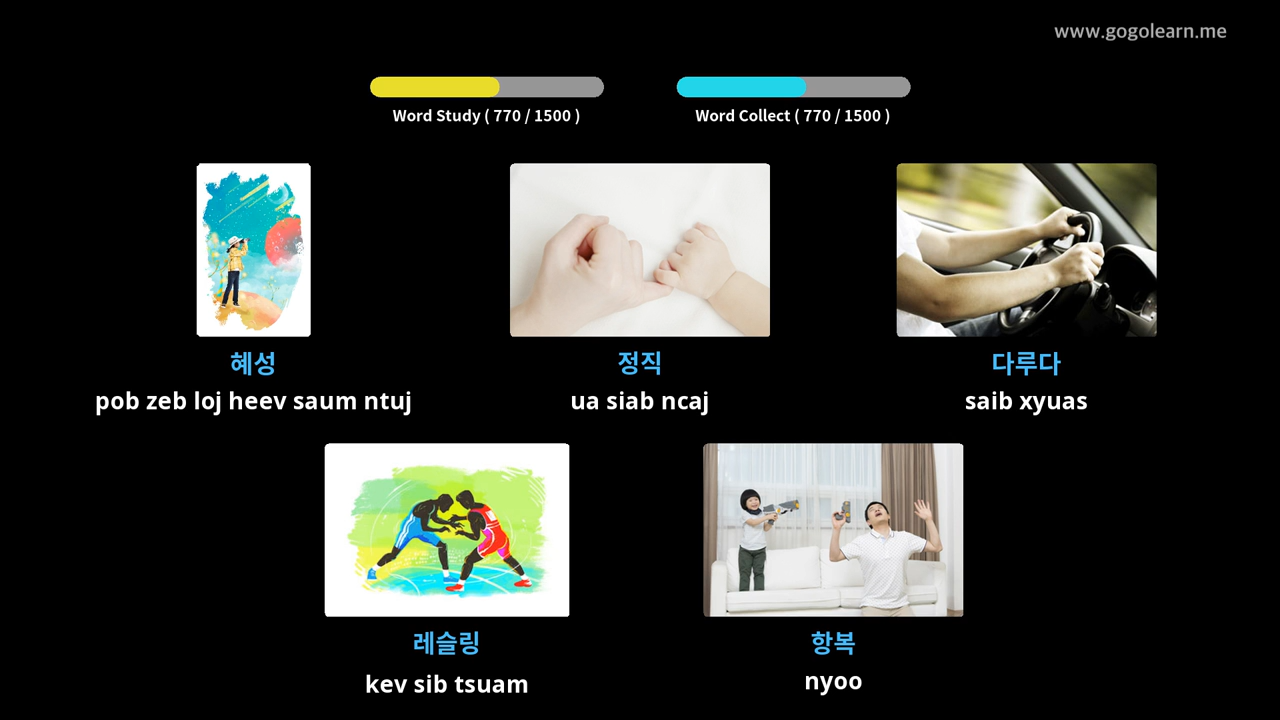 www.gogolearn.me
Word Study ( 770 / 1500 )
Word Collect ( 770 / 1500 )
혜성
pob zeb loj heev saum ntuj
정직
ua siab ncaj
다루다
saib xyuas
레슬링
kev sib tsuam
항복
nyoo